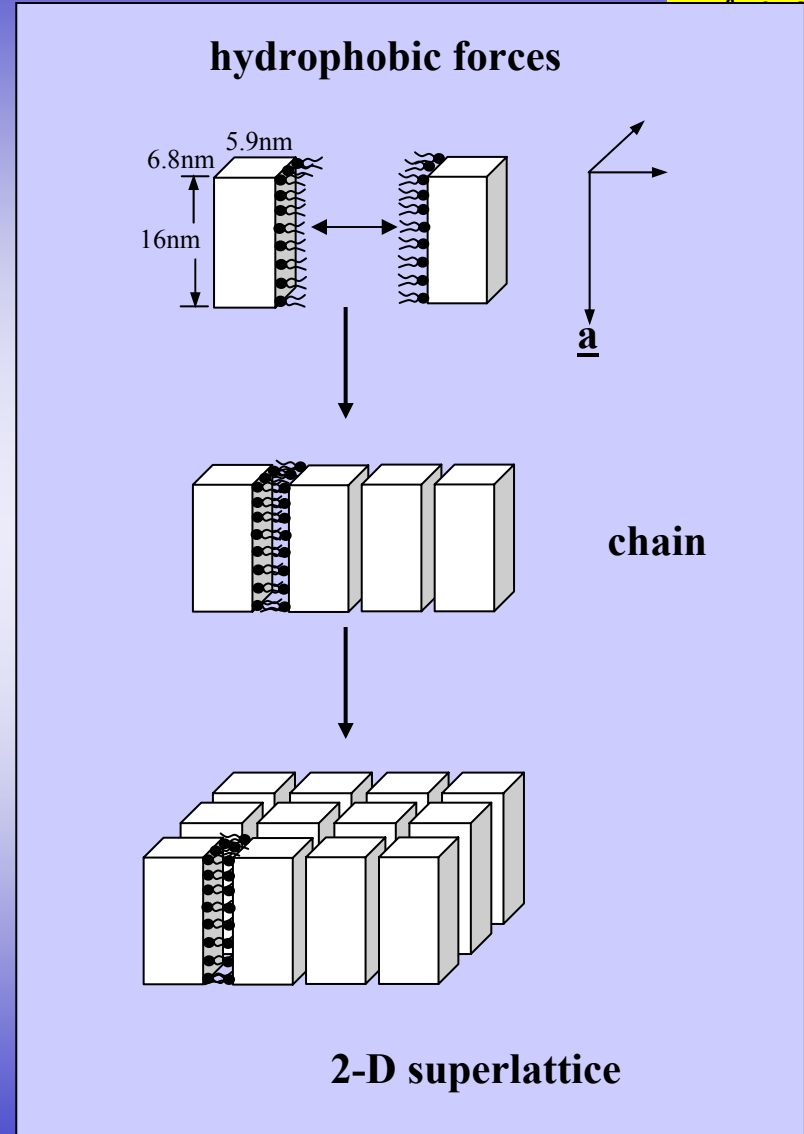 hydrophobic forces
5.9nm
6.8nm
16nm
a
chain
2-D superlattice